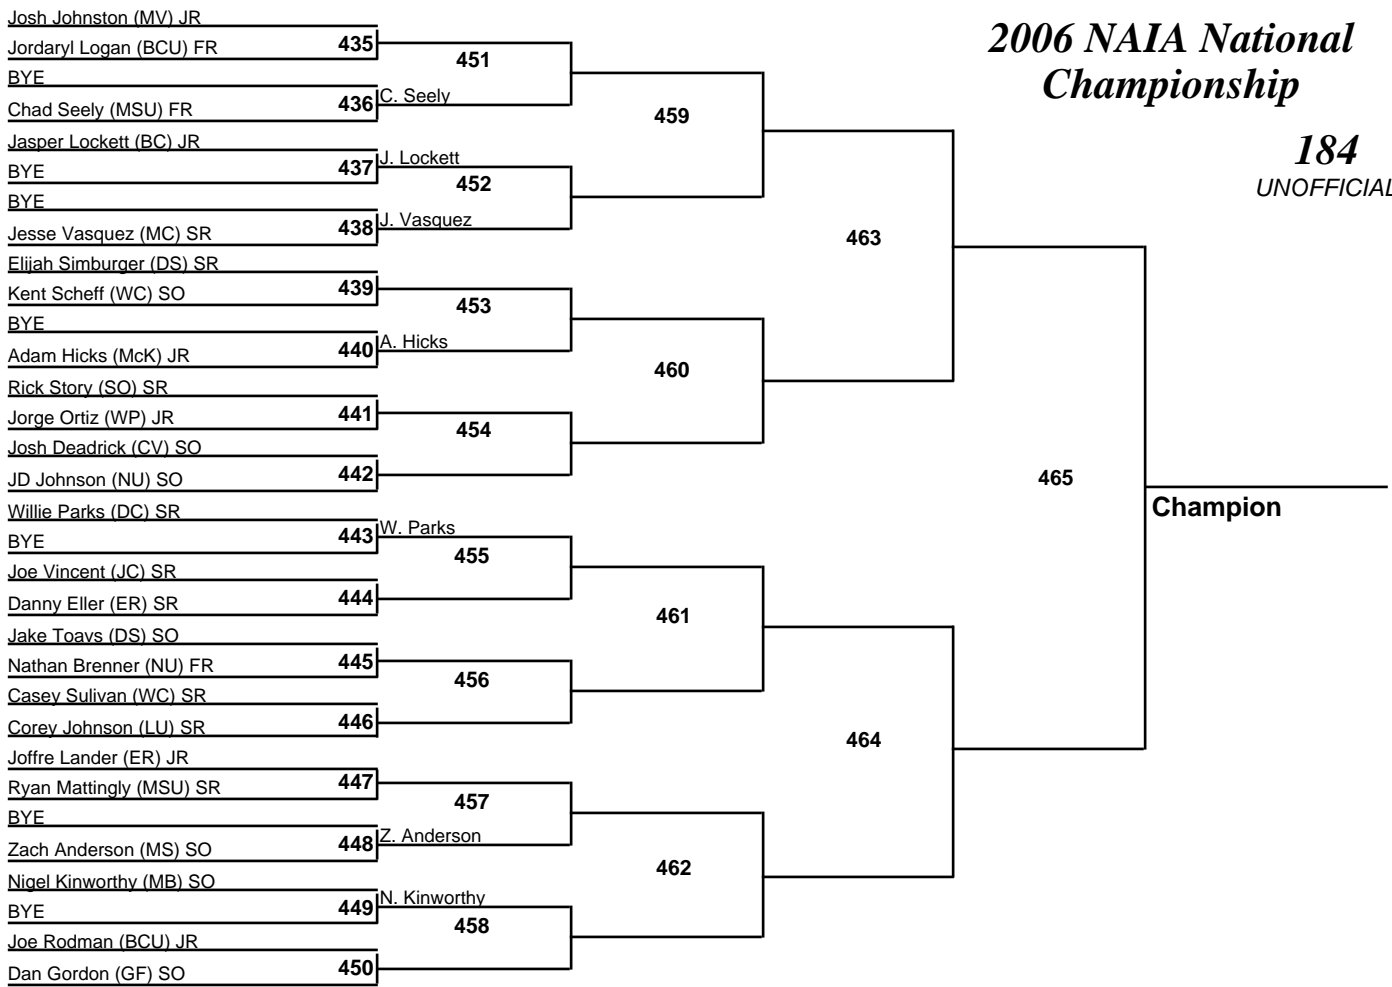 Josh Johnston (MV) JR
2006 NAIA National
Championship
184
UNOFFICIAL
Jordaryl Logan (BCU) FR
435
451
BYE
Chad Seely (MSU) FR
436
C. Seely
459
Jasper Lockett (BC) JR
BYE
437
J. Lockett
452
BYE
Jesse Vasquez (MC) SR
438
J. Vasquez
463
Elijah Simburger (DS) SR
Kent Scheff (WC) SO
439
453
BYE
Adam Hicks (McK) JR
440
A. Hicks
460
Rick Story (SO) SR
Jorge Ortiz (WP) JR
441
454
Josh Deadrick (CV) SO
JD Johnson (NU) SO
442
465
Champion
Willie Parks (DC) SR
BYE
443
W. Parks
455
Joe Vincent (JC) SR
Danny Eller (ER) SR
444
461
Jake Toavs (DS) SO
Nathan Brenner (NU) FR
445
456
Casey Sulivan (WC) SR
Corey Johnson (LU) SR
446
464
Joffre Lander (ER) JR
Ryan Mattingly (MSU) SR
447
457
BYE
Zach Anderson (MS) SO
448
Z. Anderson
462
Nigel Kinworthy (MB) SO
BYE
449
N. Kinworthy
458
Joe Rodman (BCU) JR
Dan Gordon (GF) SO
450